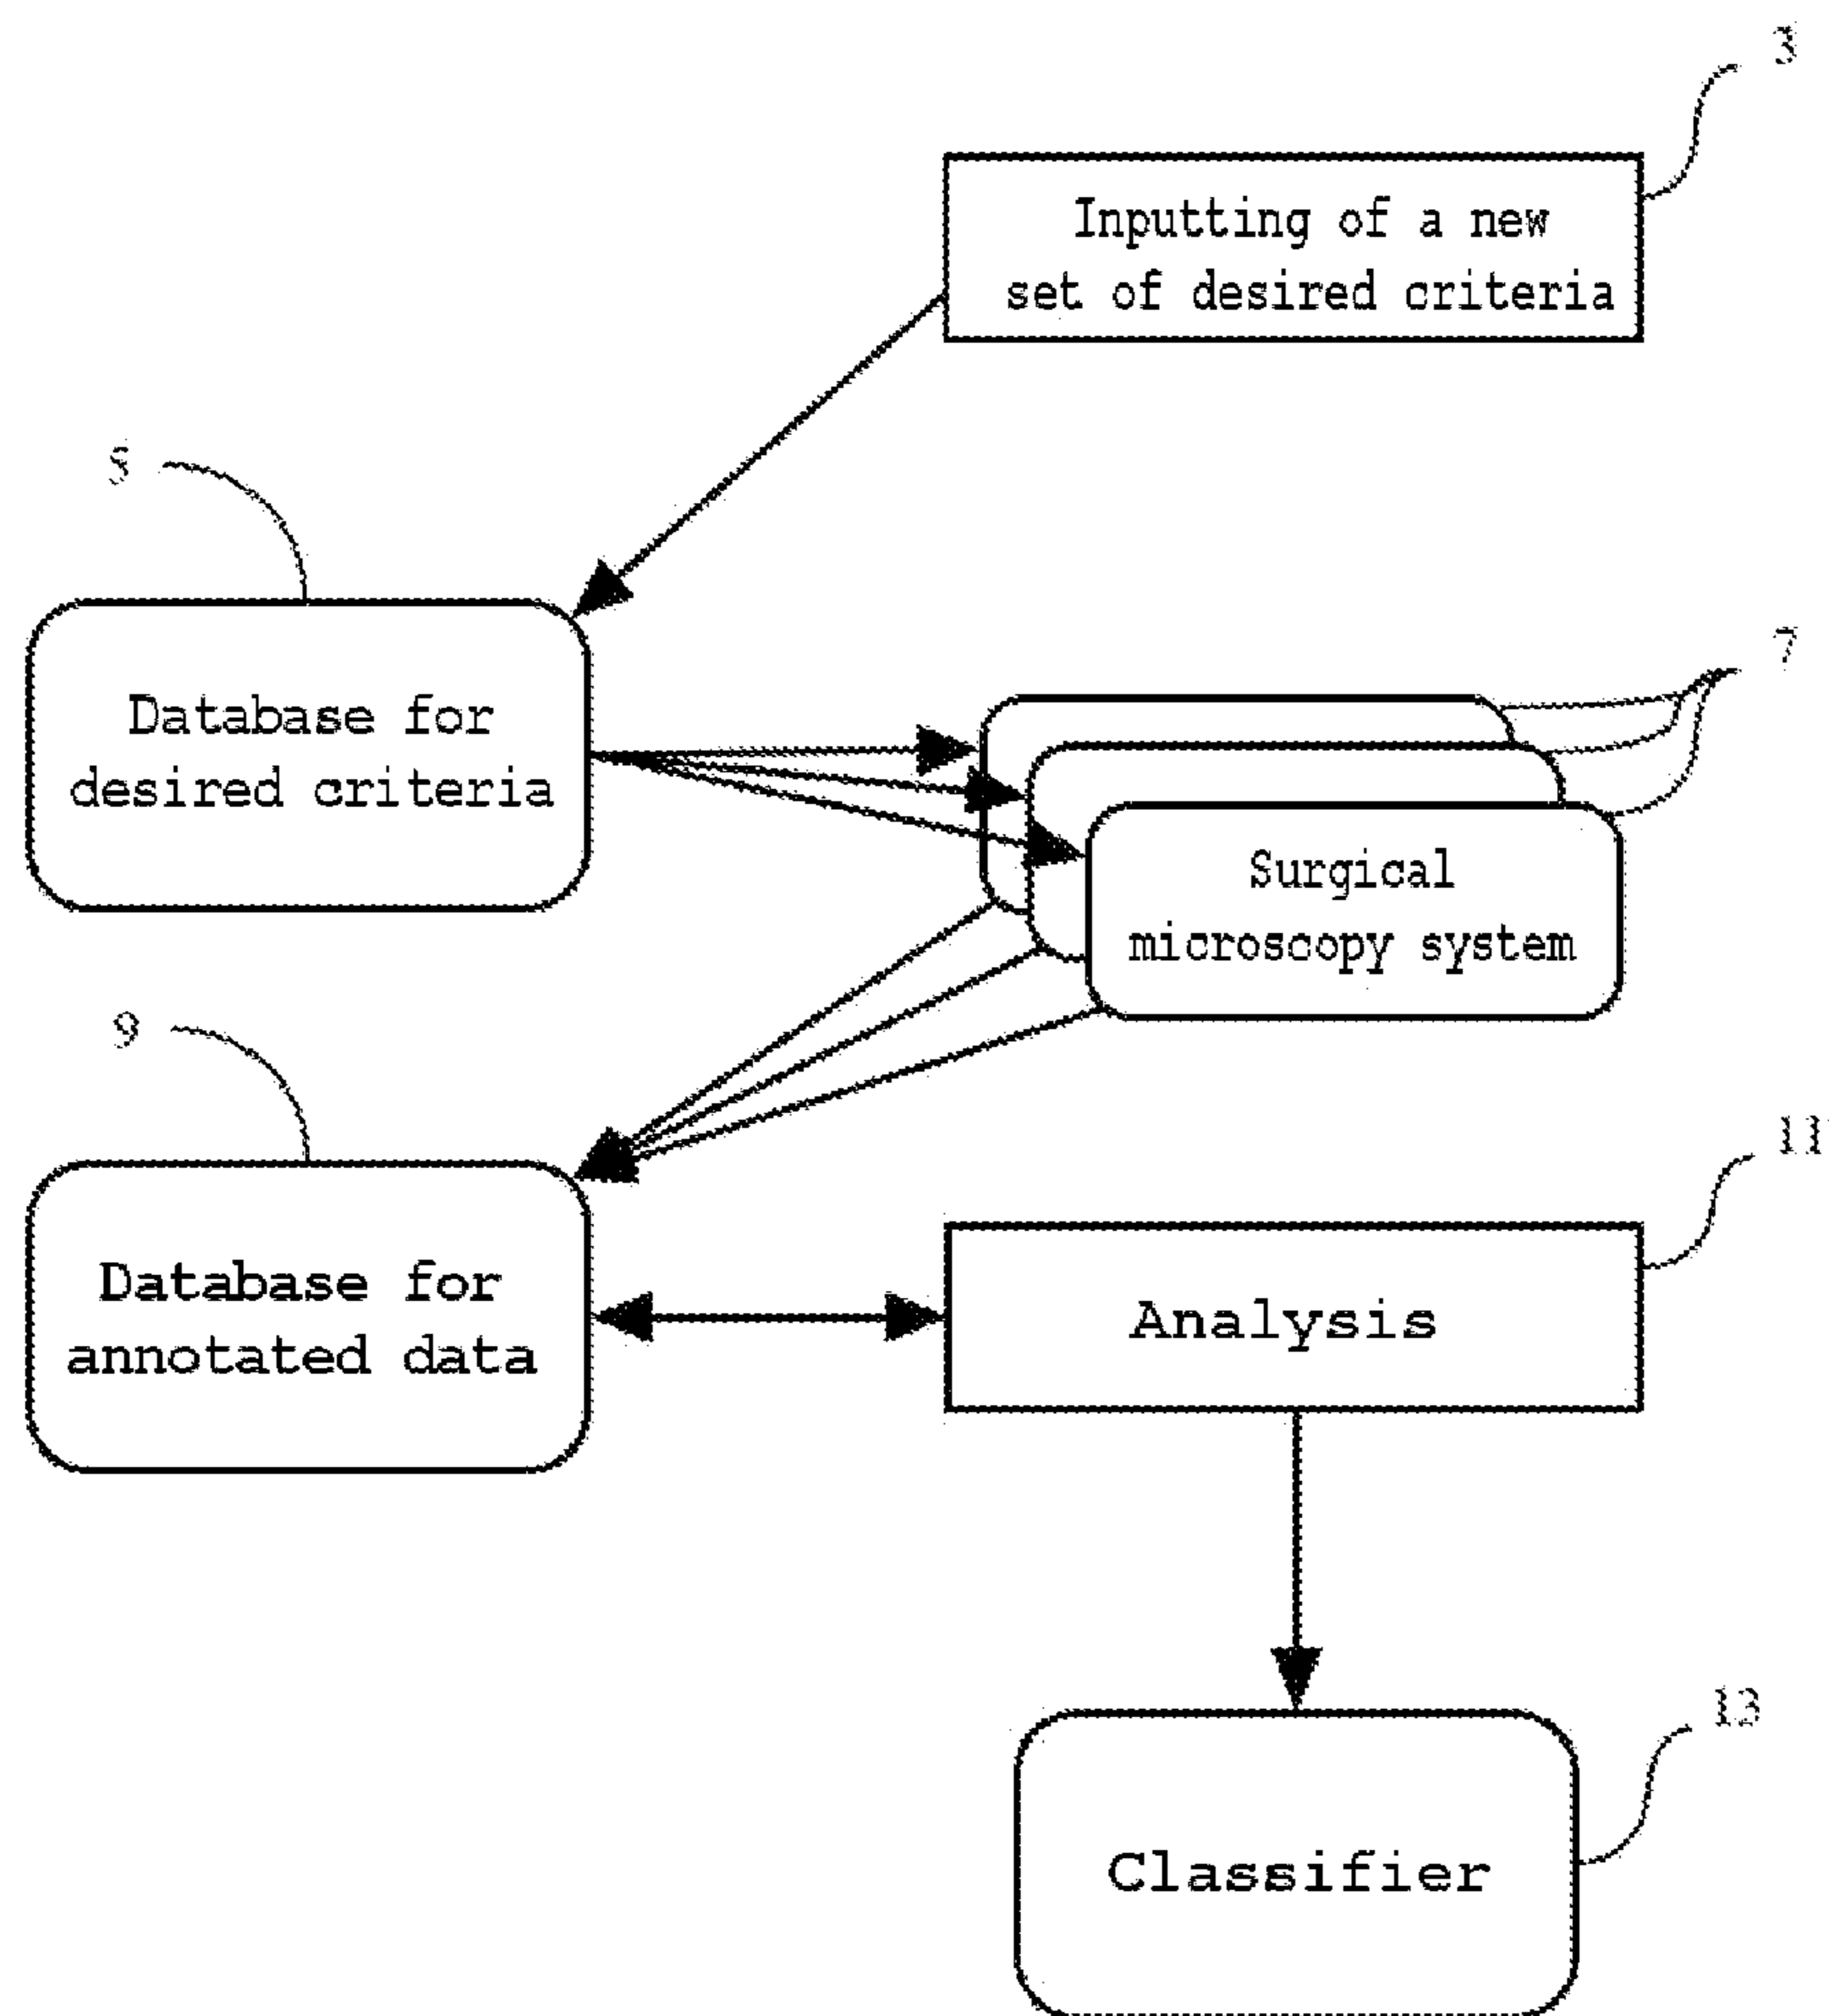 3
Inputting of a new
set of desired criteria
5
Database for
desired criteria
7
Surgical
microscopy system
9
Database for
annotated data
11
Analysis
13
Classifier